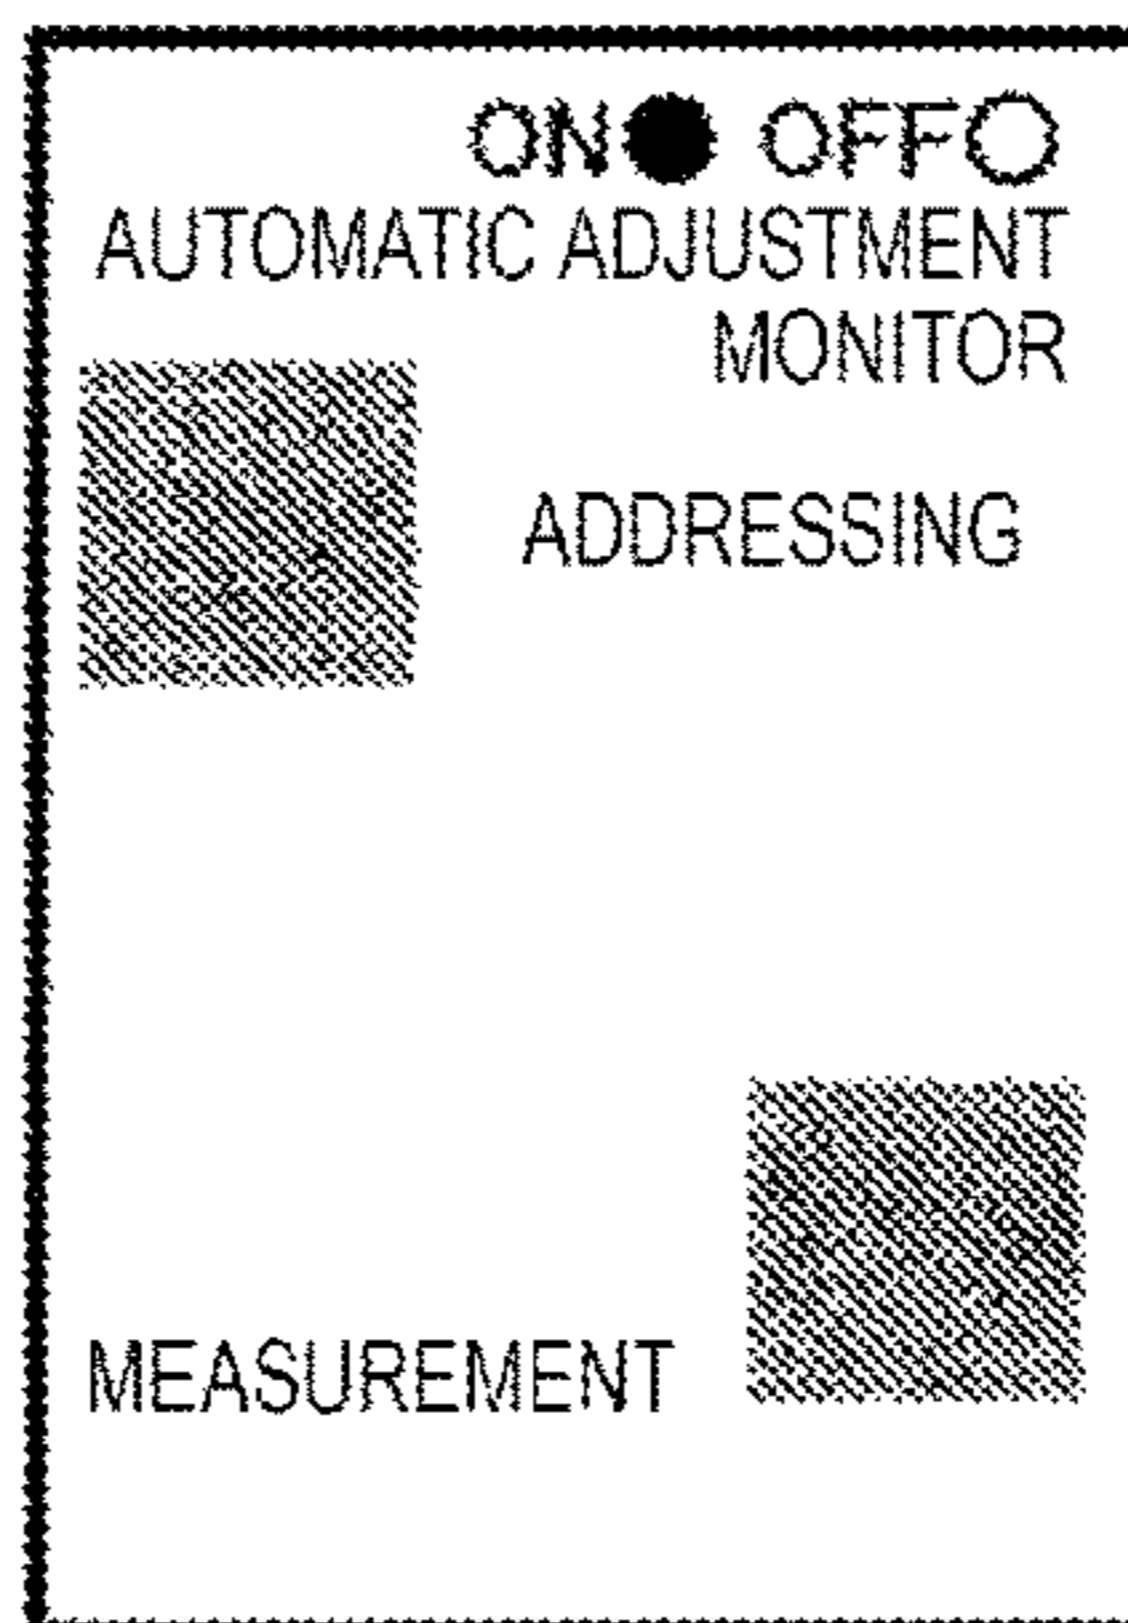 ON● OFF○
AUTOMATIC ADJUSTMENT
MONITOR
ADDRESSING
MEASUREMENT